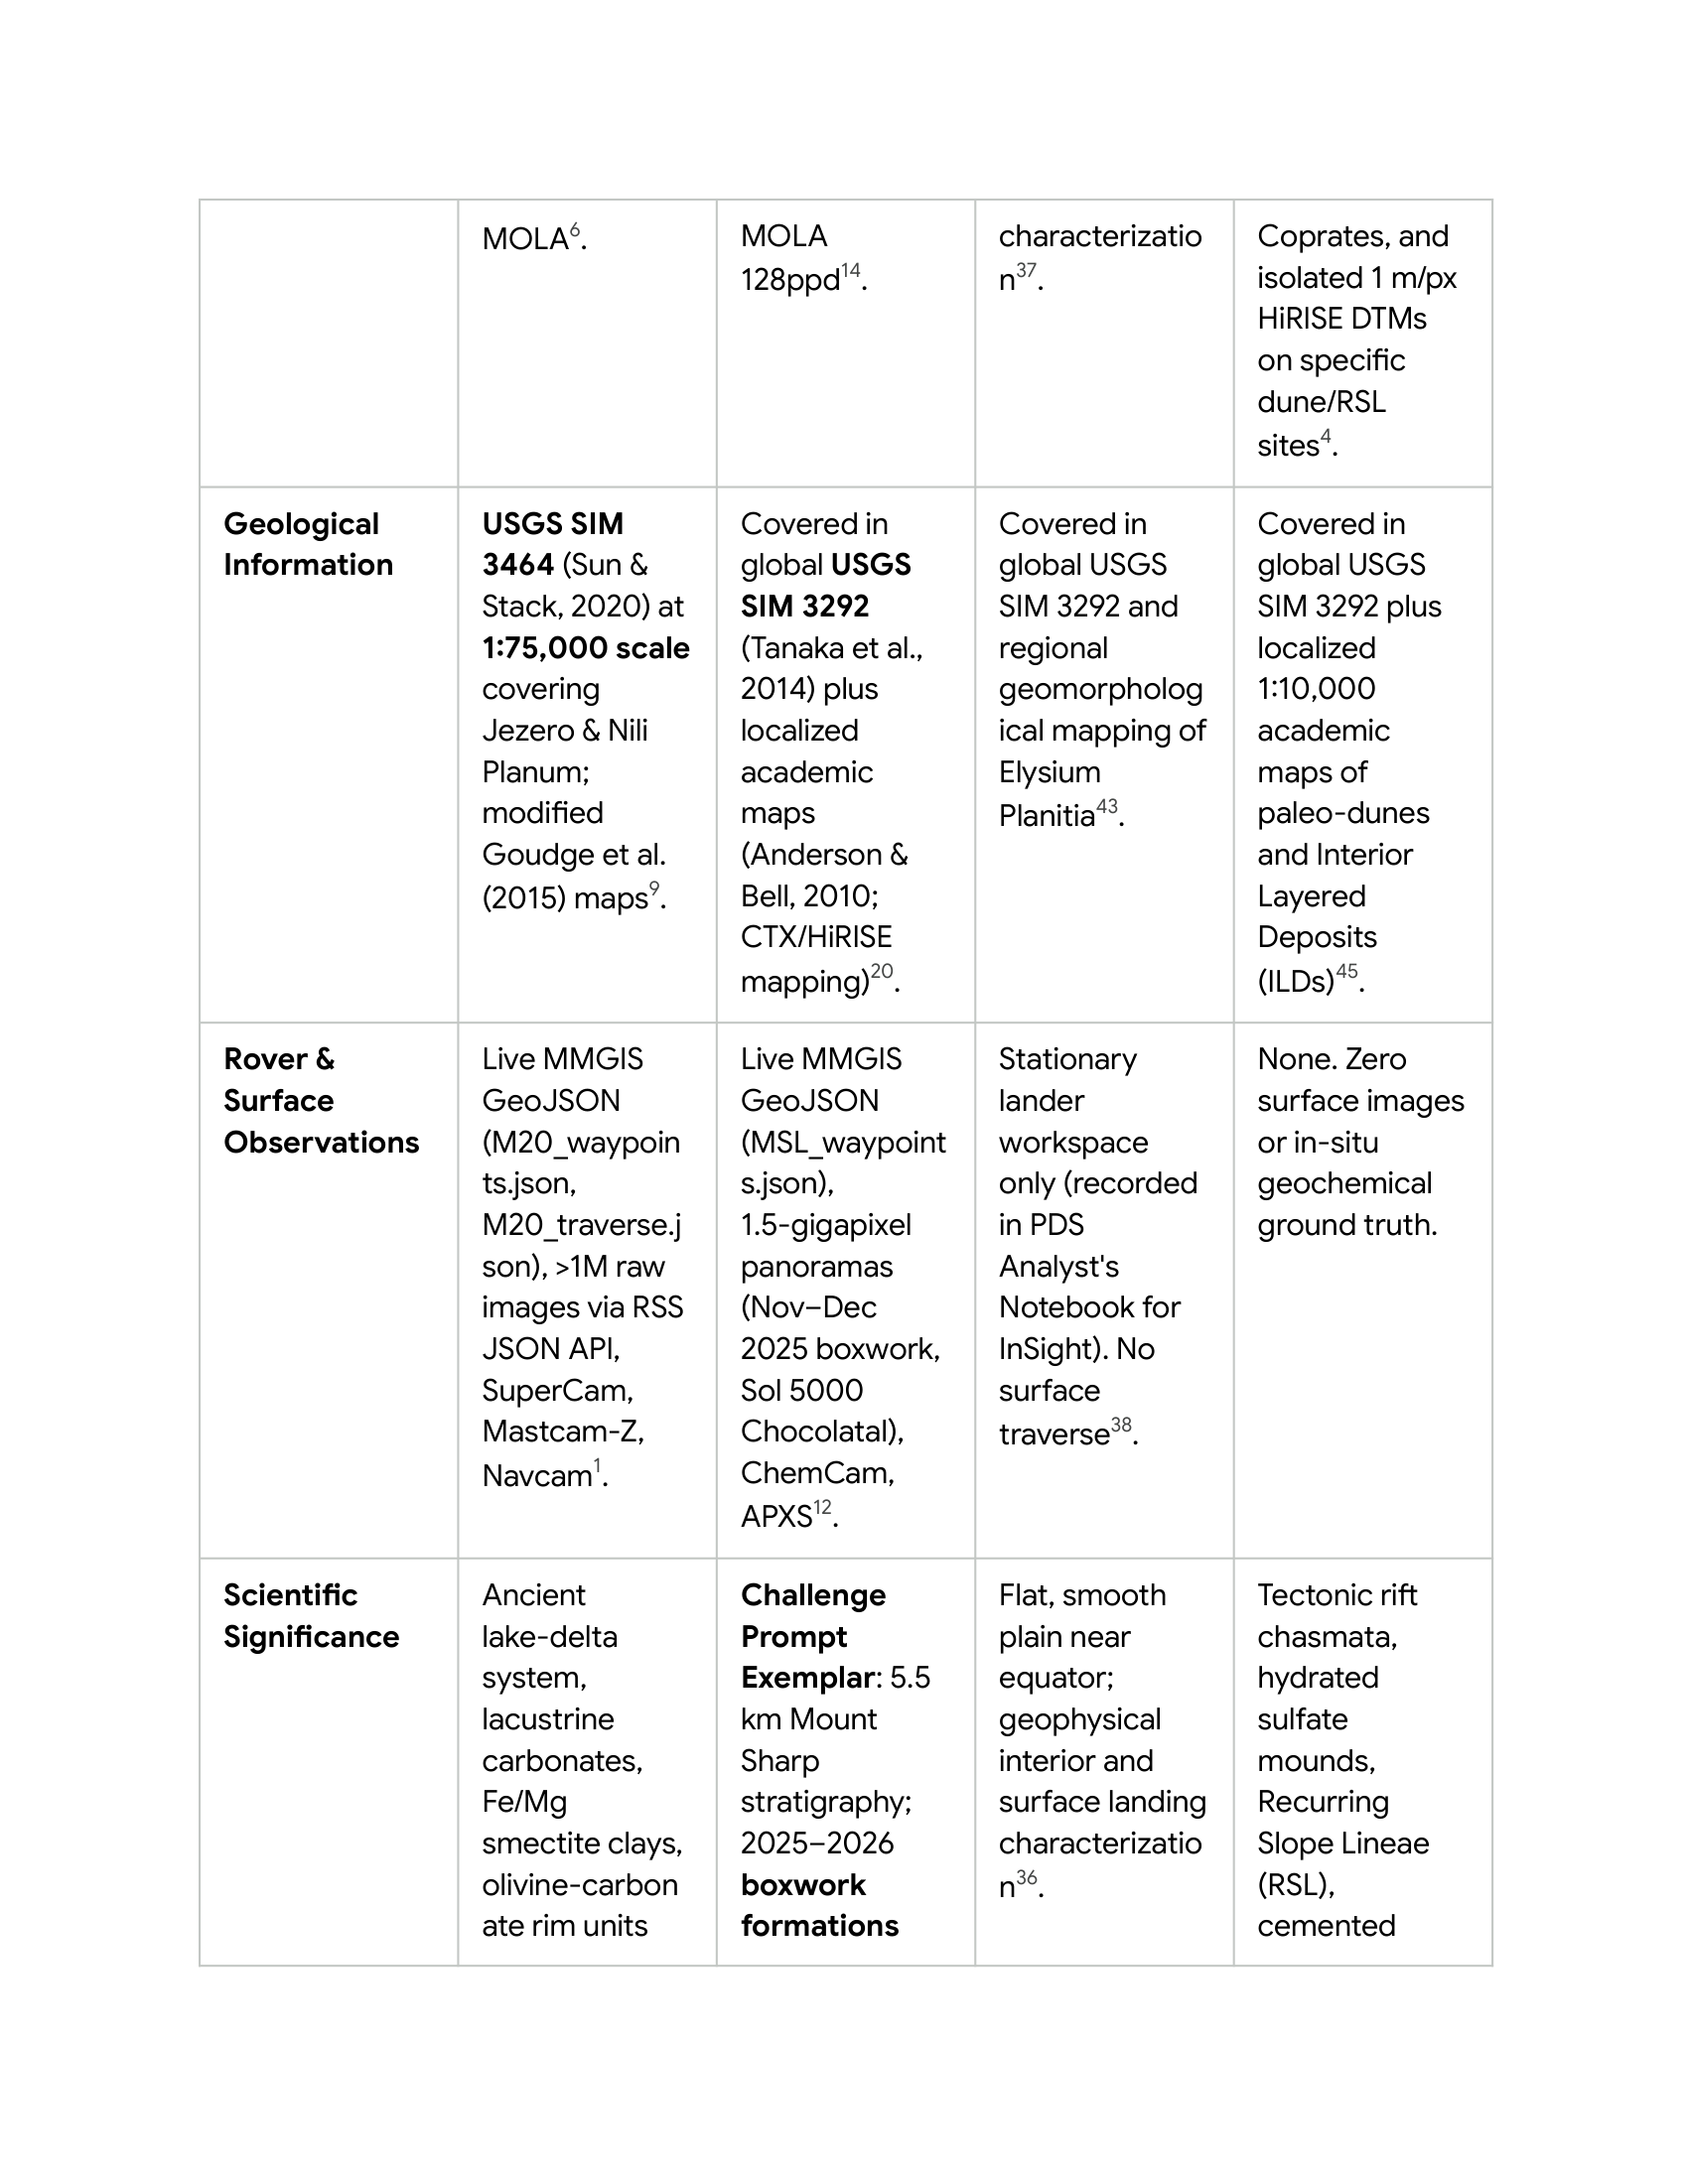 MOLA⁶.
MOLA
128ppd¹⁴.
characterizatio
n³⁷.
Coprates, and
isolated 1 m/px
HiRISE DTMs
on specific
dune/RSL
sites⁴.
Geological
Information
USGS SIM
3464 (Sun &
Stack, 2020) at
1:75,000 scale
covering
Jezero & Nili
Planum;
modified
Goudge et al.
(2015) maps⁹.
Covered in
global USGS
SIM 3292
(Tanaka et al.,
2014) plus
localized
academic
maps
(Anderson &
Bell, 2010;
CTX/HiRISE
mapping)²⁰.
Covered in
global USGS
SIM 3292 and
regional
geomorpholog
ical mapping of
Elysium
Planitia⁴³.
Covered in
global USGS
SIM 3292 plus
localized
1:10,000
academic
maps of
paleo-dunes
and Interior
Layered
Deposits
(ILDs)⁴⁵.
Rover &
Surface
Observations
Live MMGIS
GeoJSON
(M20_waypoin
ts.json,
M20_traverse.j
son), >1M raw
images via RSS
JSON API,
SuperCam,
Mastcam-Z,
Navcam¹.
Live MMGIS
GeoJSON
(MSL_waypoint
s.json),
1.5-gigapixel
panoramas
(Nov–Dec
2025 boxwork,
Sol 5000
Chocolatal),
ChemCam,
APXS¹².
Stationary
lander
workspace
only (recorded
in PDS
Analyst's
Notebook for
InSight). No
surface
traverse³⁸.
None. Zero
surface images
or in-situ
geochemical
ground truth.
Scientific
Significance
Ancient
lake-delta
system,
lacustrine
carbonates,
Fe/Mg
smectite clays,
olivine-carbon
ate rim units
Challenge
Prompt
Exemplar: 5.5
km Mount
Sharp
stratigraphy;
2025–2026
boxwork
formations
Flat, smooth
plain near
equator;
geophysical
interior and
surface landing
characterizatio
n³⁶.
Tectonic rift
chasmata,
hydrated
sulfate
mounds,
Recurring
Slope Lineae
(RSL),
cemented